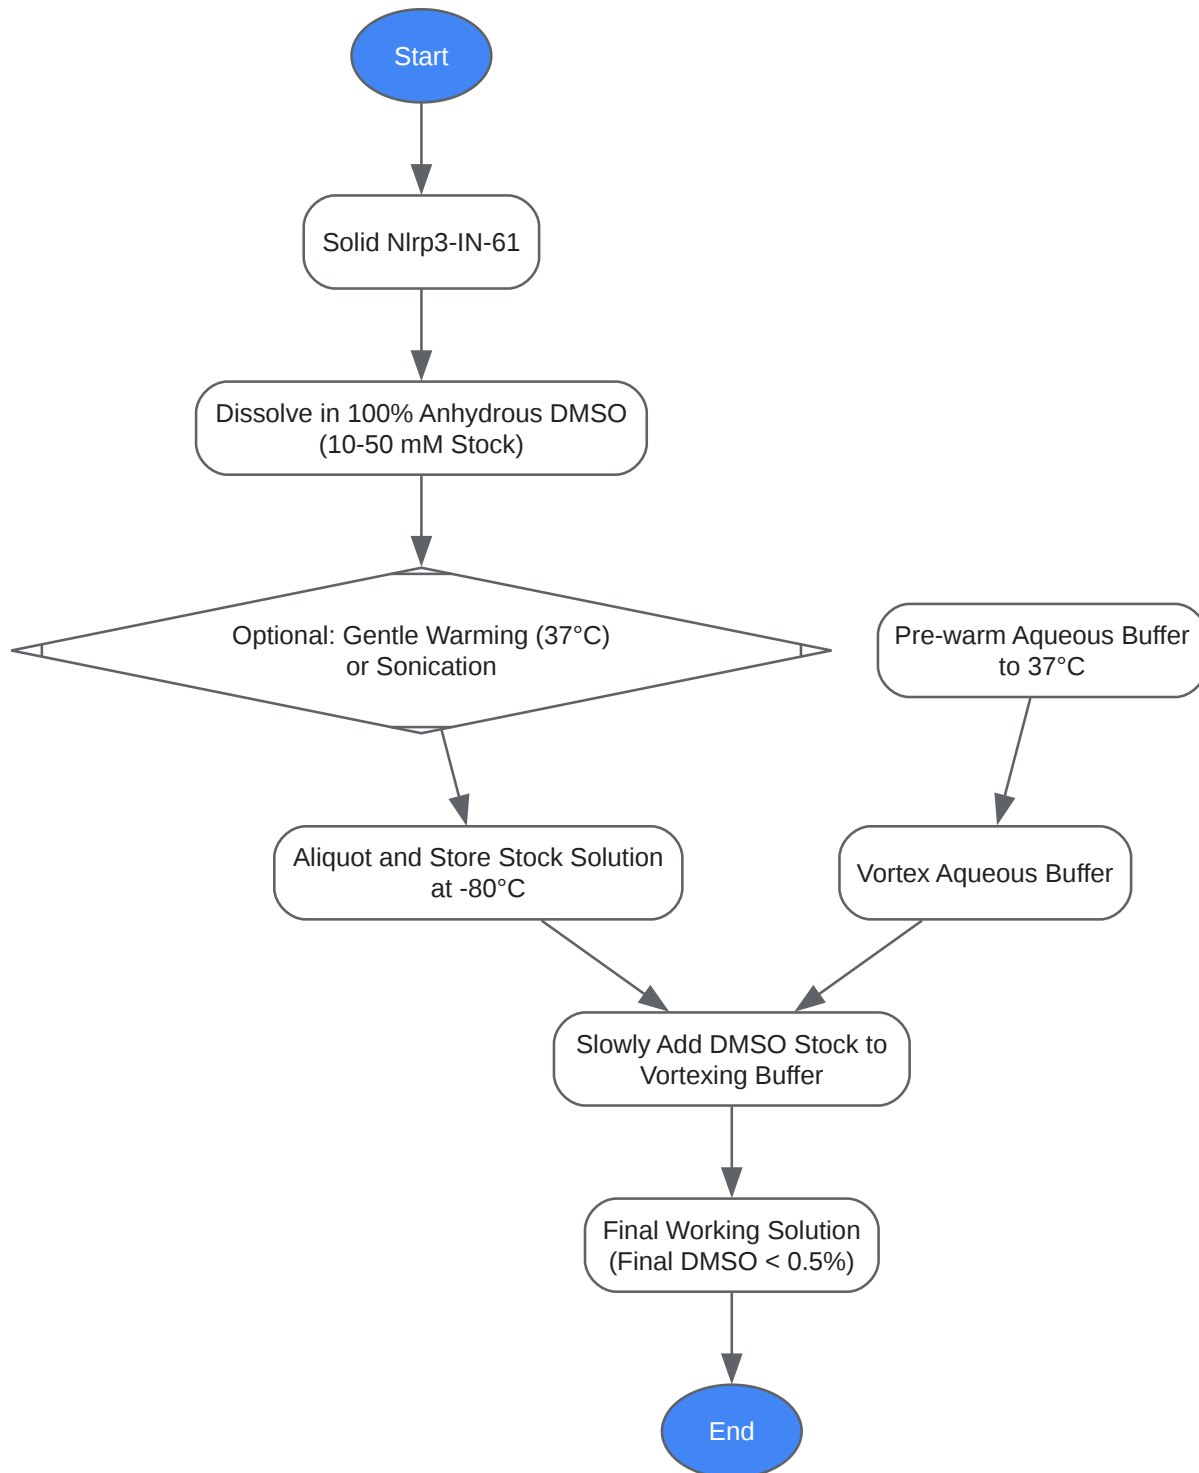 Start
Solid Nlrp3-IN-61
Dissolve in 100% Anhydrous DMSO
(10-50 mM Stock)
Optional: Gentle Warming (37°C)
or Sonication
Pre-warm Aqueous Buffer
to 37°C
Aliquot and Store Stock Solution
at -80°C
Vortex Aqueous Buffer
Slowly Add DMSO Stock to
Vortexing Buffer
Final Working Solution
(Final DMSO < 0.5%)
End